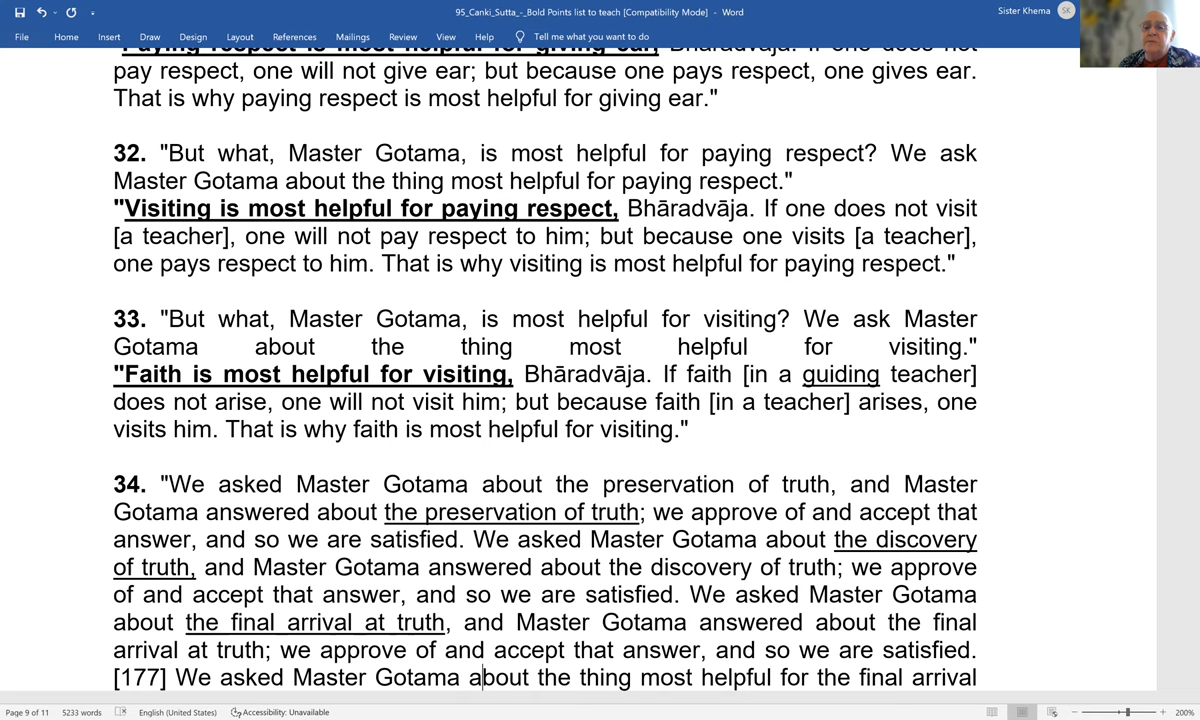 95_Canki_Sutta_-_Bold Points list to teach [Compatibility Mode] - Word
Sister Khema
SK
File Home Insert Draw Design Layout References Mailings Review View Help Tell me what you want to do
"Paying respect is most helpful for giving ear, Bhāradvāja. If one does not
pay respect, one will not give ear; but because one pays respect, one gives ear.
That is why paying respect is most helpful for giving ear."
32. "But what, Master Gotama, is most helpful for paying respect? We ask
Master Gotama about the thing most helpful for paying respect."
"Visiting is most helpful for paying respect, Bhāradvāja. If one does not visit
[a teacher], one will not pay respect to him; but because one visits [a teacher],
one pays respect to him. That is why visiting is most helpful for paying respect."
33. "But what, Master Gotama, is most helpful for visiting? We ask Master
Gotama about the thing most helpful for visiting."
"Faith is most helpful for visiting, Bhāradvāja. If faith [in a guiding teacher]
does not arise, one will not visit him; but because faith [in a teacher] arises, one
visits him. That is why faith is most helpful for visiting."
34. "We asked Master Gotama about the preservation of truth, and Master
Gotama answered about the preservation of truth; we approve of and accept that
answer, and so we are satisfied. We asked Master Gotama about the discovery
of truth, and Master Gotama answered about the discovery of truth; we approve
of and accept that answer, and so we are satisfied. We asked Master Gotama
about the final arrival at truth, and Master Gotama answered about the final
arrival at truth; we approve of and accept that answer, and so we are satisfied.
[177] We asked Master Gotama about the thing most helpful for the final arrival
Page 9 of 11 5233 words English (United States) Accessibility: Unavailable 200%